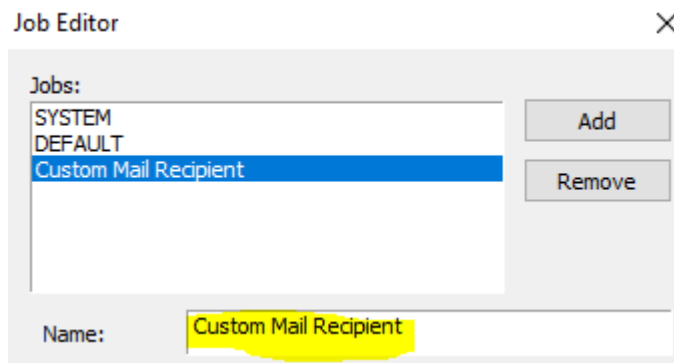 Job Editor
Jobs:
SYSTEM
DEFAULT
Custom Mail Recipient
Add
Remove
Name: Custom Mail Recipient